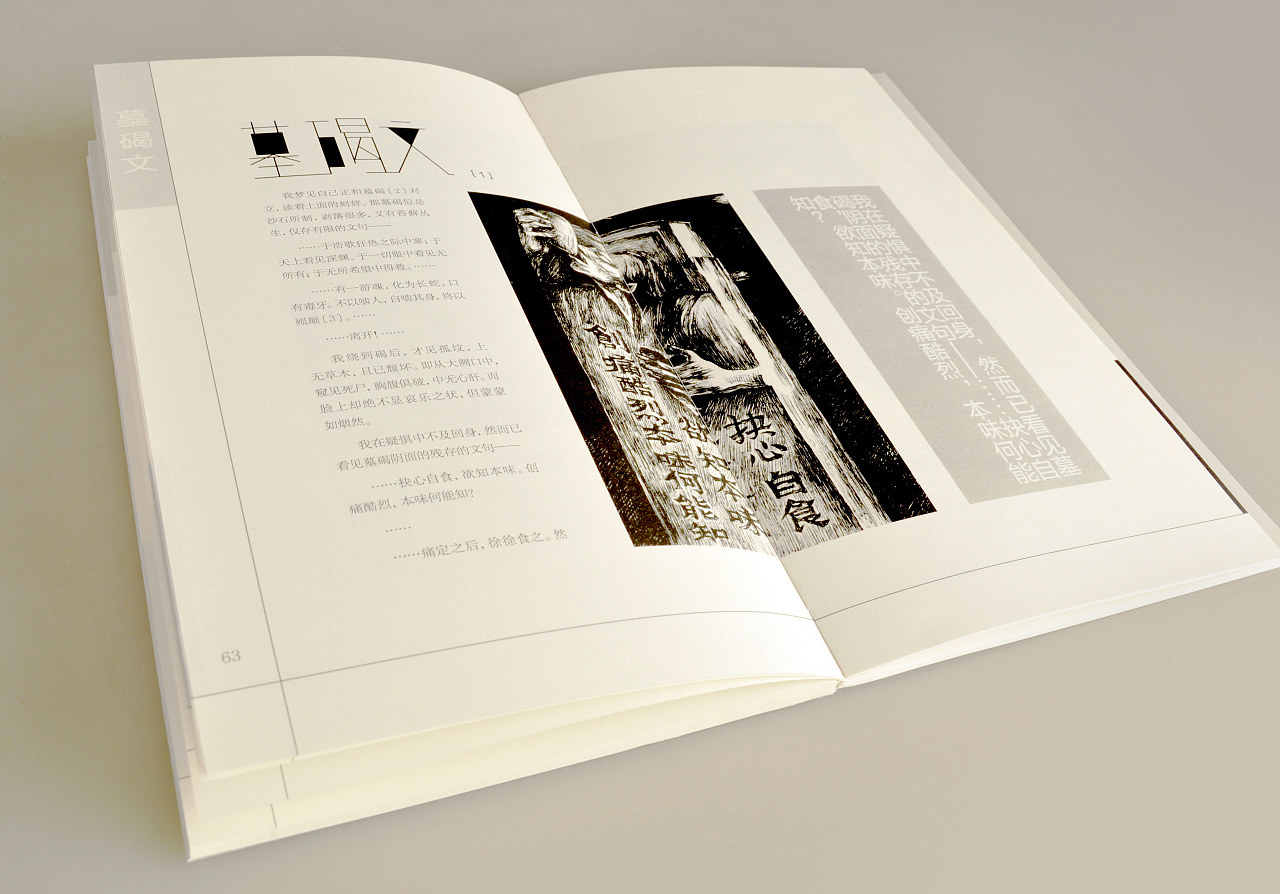 墓碣文
墓碣文 [1]
我梦见自己正和墓碣〔2〕对
立，读着上面的刻辞。那墓碣似是
沙石所制，剥落很多，又有苔藓丛
生，仅存有限的文句——
……于浩歌狂热之际中寒；于
天上看见深渊。于一切眼中看见无
所有；于无所希望中得救。……
……有一游魂，化为长蛇，口
有毒牙。不以啮人，自啮其身，终以
殒颠〔3〕。……
……离开！……
我绕到碣后，才见孤坟，上
无草木，且已颓坏。即从大阙口中，
窥见死尸，胸腹俱破，中无心肝。而
脸上却绝不显哀乐之状，但蒙蒙
如烟然。
我在疑惧中不及回身，然而已
看见墓碣阴面的残存的文句——
……抉心自食，欲知本味。创
痛酷烈，本味何能知？
……
……痛定之后，徐徐食之。然
63
抉心自食
欲知本味
創痛酷烈本味何能知
我在疑惧中不及回身，然而已看见墓
碣阴面的残存的文句——……抉心自
食，欲知本味。创痛酷烈，本味何能
知？